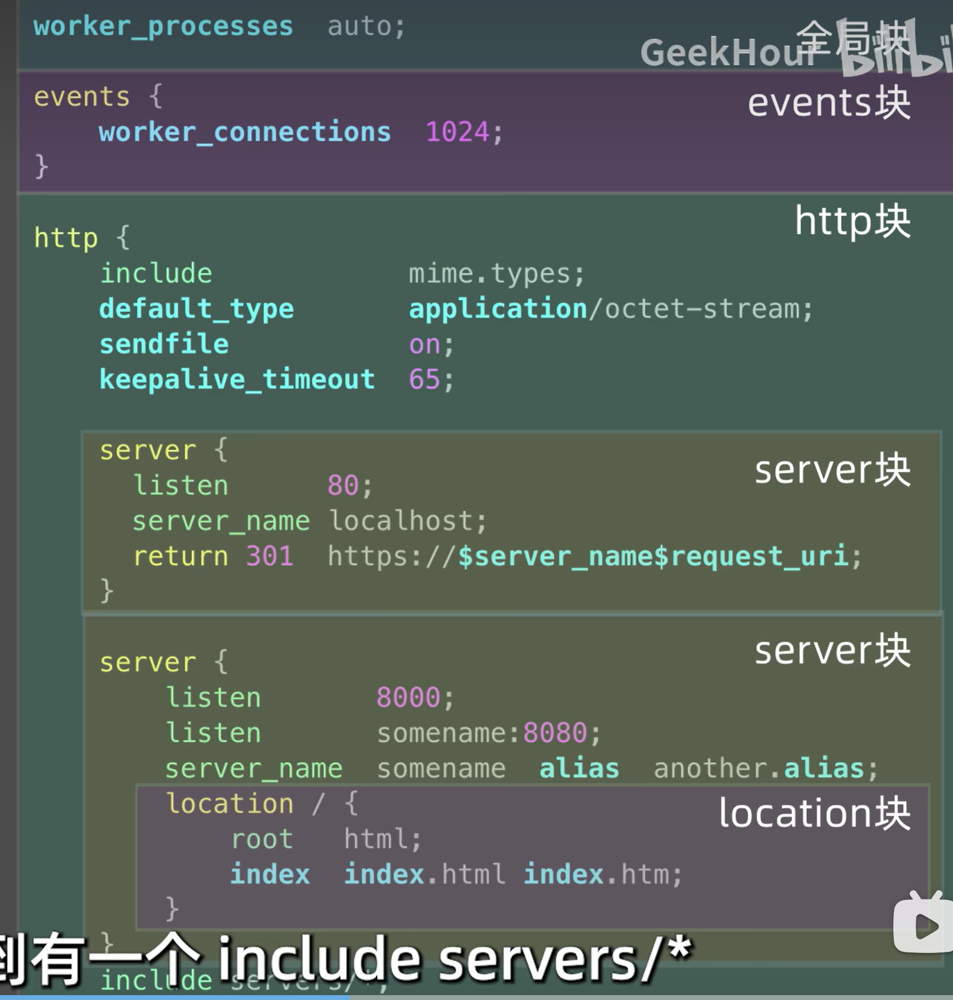 worker_processes  auto;
全局块
GeekHour
bilibili
events {
events块
worker_connections  1024;
}
http块
http {
include            mime.types;
default_type       application/octet-stream;
sendfile           on;
keepalive_timeout  65;
server {
server块
listen      80;
server_name localhost;
return 301  https://$server_name$request_uri;
}
server块
server {
listen       8000;
listen       somename:8080;
server_name  somename  alias  another.alias;
location / {
location块
root   html;
index  index.html index.htm;
}
}
到有一个 include servers/*
include servers/*;